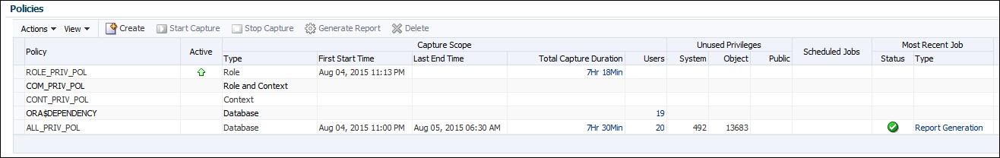 Policies
Actions View Create Start Capture Stop Capture Generate Report Delete
Policy Active Capture Scope Unused Privileges Scheduled Jobs Most Recent Job
Type First Start Time Last End Time Total Capture Duration Users System Object Public Status Type
ROLE_PRIV_POL Role Aug 04, 2015 11:13 PM 7Hr 18Min
COM_PRIV_POL Role and Context
CONT_PRIV_POL Context
ORA$DEPENDENCY Database 19
ALL_PRIV_POL Database Aug 04, 2015 11:00 PM Aug 05, 2015 06:30 AM 7Hr 30Min 20 492 13683 Report Generation